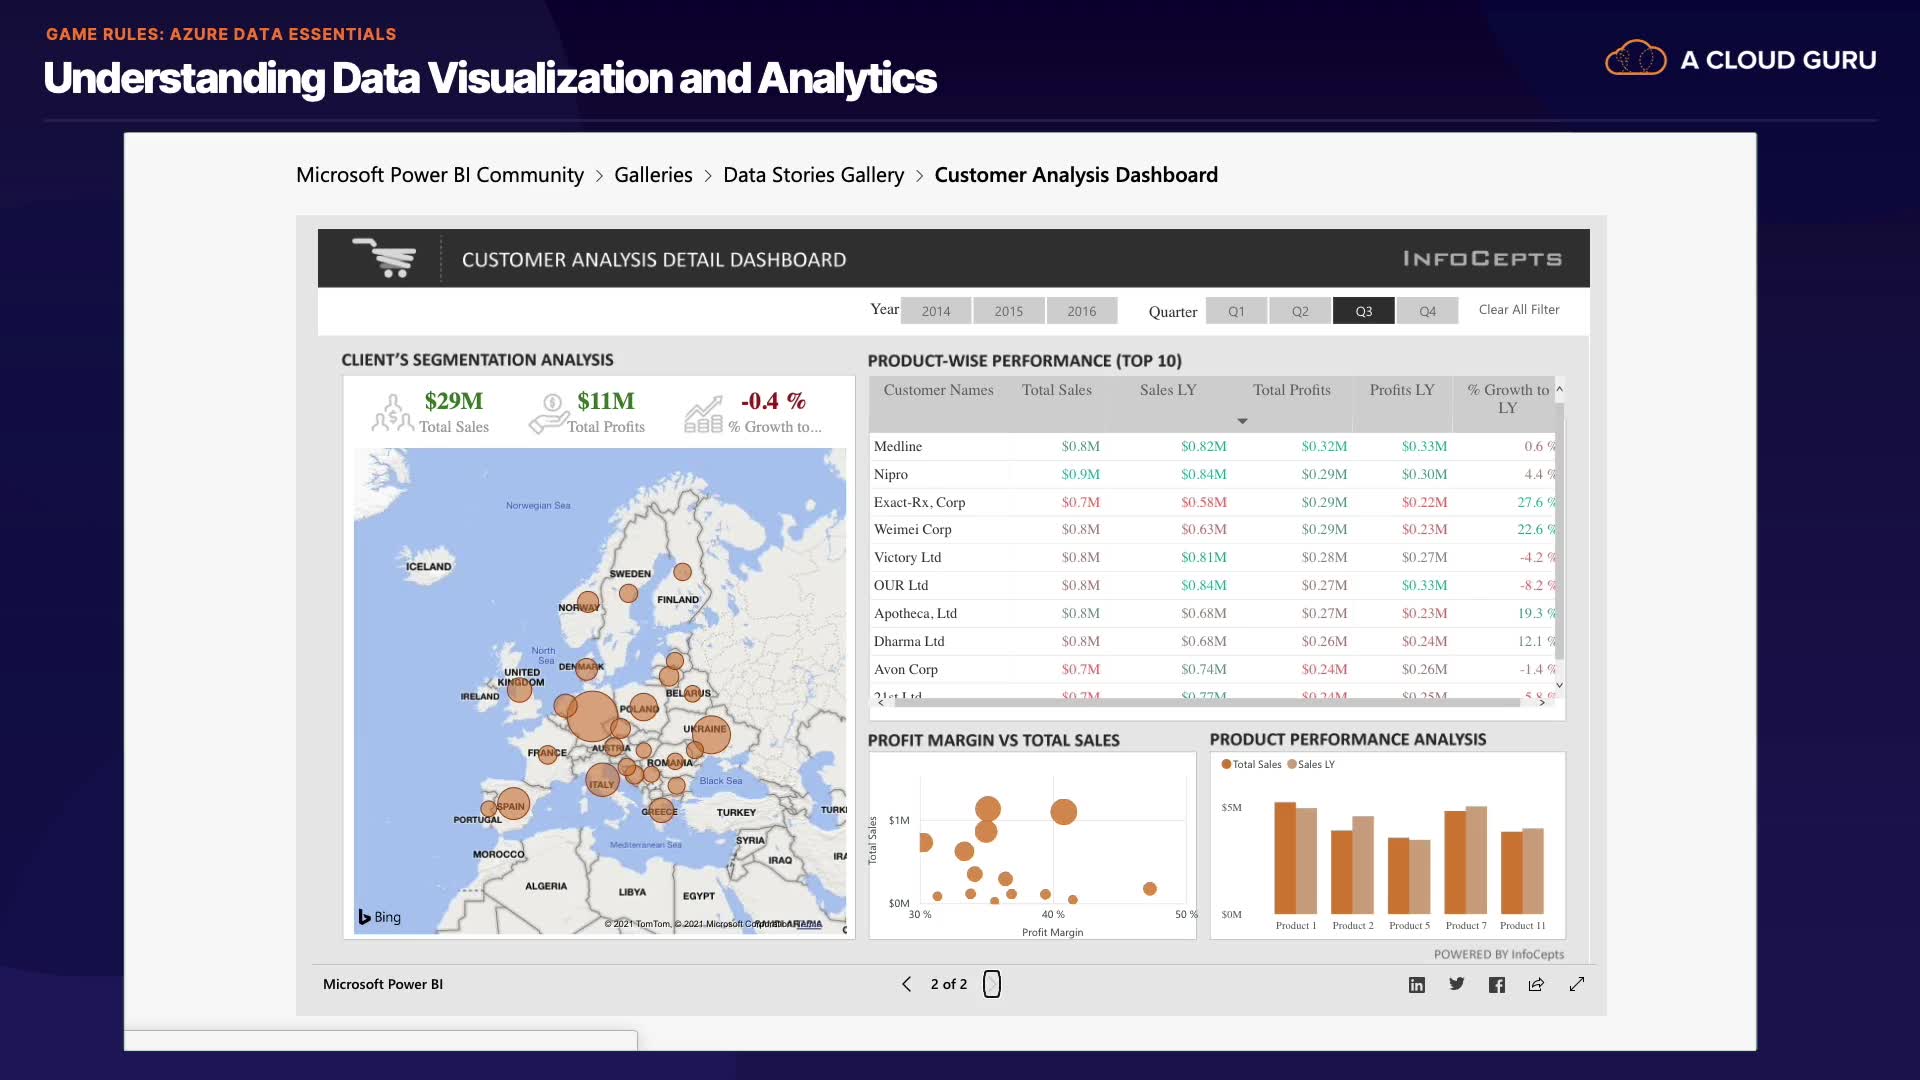 GAME RULES: AZURE DATA ESSENTIALS
Understanding Data Visualization and Analytics
A CLOUD GURU
Microsoft Power BI Community > Galleries > Data Stories Gallery > Customer Analysis Dashboard
CUSTOMER ANALYSIS DETAIL DASHBOARD
INFOCEPTS
Year 2014 2015 2016 Quarter Q1 Q2 Q3 Q4 Clear All Filter
CLIENT'S SEGMENTATION ANALYSIS
$29M
Total Sales
$11M
Total Profits
-0.4 %
% Growth to...
Norwegian Sea
ICELAND
SWEDEN
FINLAND
NORWAY
North
Sea
DENMARK
UNITED
KINGDOM
IRELAND
BELARUS
POLAND
UKRAINE
FRANCE
AUSTRIA
ROMANIA
ITALY
Black Sea
SPAIN
PORTUGAL
GREECE
TURKEY
TURK
Mediterranean Sea
SYRIA
MOROCCO
IRAQ
IRA
ALGERIA
LIBYA
EGYPT
Bing
© 2021 TomTom, © 2021 Microsoft Corporation Terms
PRODUCT-WISE PERFORMANCE (TOP 10)
Customer Names Total Sales Sales LY Total Profits Profits LY % Growth to
LY
Medline $0.8M $0.82M $0.32M $0.33M 0.6 %
Nipro $0.9M $0.84M $0.29M $0.30M 4.4 %
Exact-Rx, Corp $0.7M $0.58M $0.29M $0.22M 27.6 %
Weimei Corp $0.8M $0.63M $0.29M $0.23M 22.6 %
Victory Ltd $0.8M $0.81M $0.28M $0.27M -4.2 %
OUR Ltd $0.8M $0.84M $0.27M $0.33M -8.2 %
Apotheca, Ltd $0.8M $0.68M $0.27M $0.23M 19.3 %
Dharma Ltd $0.8M $0.68M $0.26M $0.24M 12.1 %
Avon Corp $0.7M $0.74M $0.24M $0.26M -1.4 %
21st Ltd $0.7M $0.77M $0.24M $0.25M
PROFIT MARGIN VS TOTAL SALES
Total Sales
$1M
$0M
30 % 40 % 50 %
Profit Margin
PRODUCT PERFORMANCE ANALYSIS
Total Sales Sales LY
$5M
$0M
Product 1 Product 2 Product 5 Product 7 Product 11
POWERED BY InfoCepts
Microsoft Power BI
2 of 2